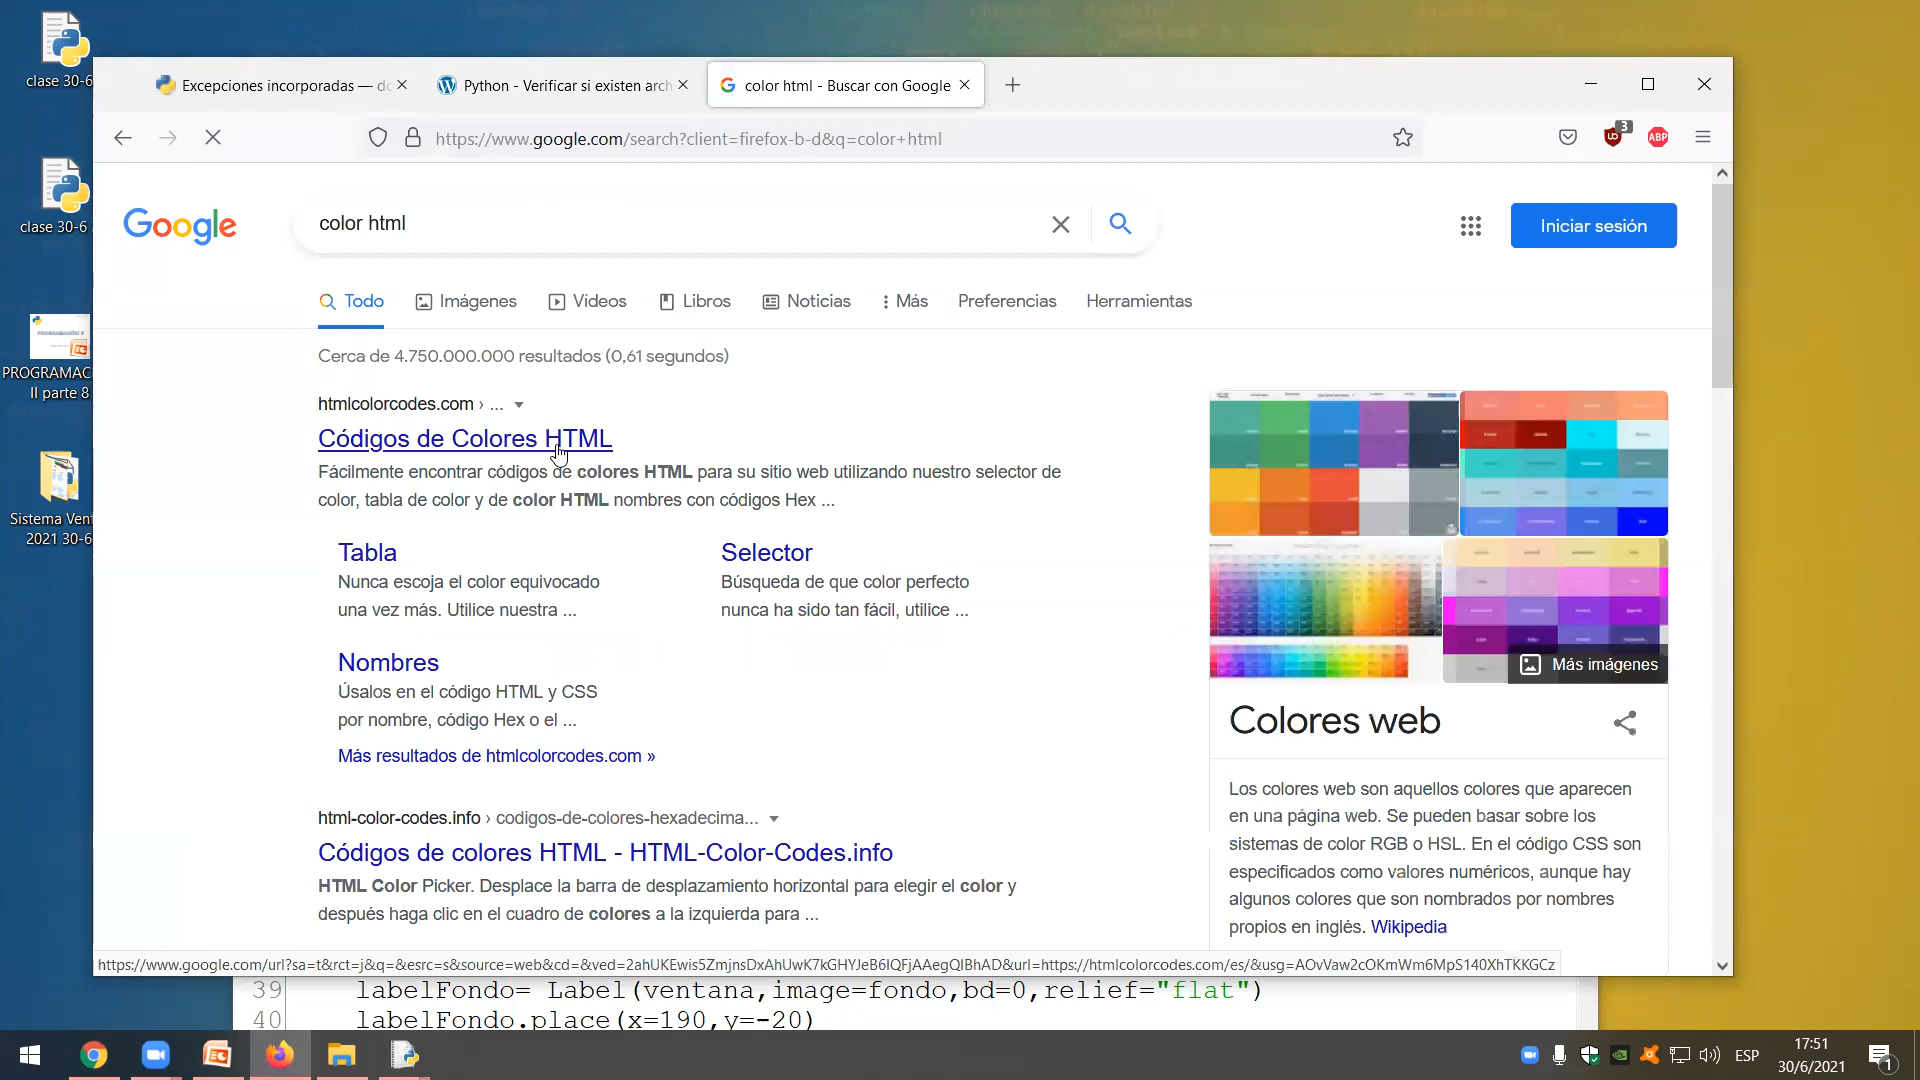 clase 30-6
clase 30-6
PROGRAMAC
II parte 8
Sistema Vent
2021 30-6
Excepciones incorporadas — do
Python - Verificar si existen arch
color html - Buscar con Google
https://www.google.com/search?client=firefox-b-d&q=color+html
3
ABP
Google
color html
Iniciar sesión
Todo
Imágenes
Vídeos
Libros
Noticias
Más
Preferencias
Herramientas
Cerca de 4.750.000.000 resultados (0,61 segundos)
htmlcolorcodes.com › ...
Códigos de Colores HTML
Fácilmente encontrar códigos de colores HTML para su sitio web utilizando nuestro selector de
color, tabla de color y de color HTML nombres con códigos Hex ...
Tabla
Nunca escoja el color equivocado
una vez más. Utilice nuestra ...
Selector
Búsqueda de que color perfecto
nunca ha sido tan fácil, utilice ...
Nombres
Úsalos en el código HTML y CSS
por nombre, código Hex o el ...
Más resultados de htmlcolorcodes.com »
html-color-codes.info › codigos-de-colores-hexadecima...
Códigos de colores HTML - HTML-Color-Codes.info
HTML Color Picker. Desplace la barra de desplazamiento horizontal para elegir el color y
después haga clic en el cuadro de colores a la izquierda para ...
Más imágenes
Colores web
Los colores web son aquellos colores que aparecen
en una página web. Se pueden basar sobre los
sistemas de color RGB o HSL. En el código CSS son
especificados como valores numéricos, aunque hay
algunos colores que son nombrados por nombres
propios en inglés. Wikipedia
https://www.google.com/url?sa=t&rct=j&q=&esrc=s&source=web&cd=&ved=2ahUKEwis5ZmjnsDxAhUwK7kGHYJeB6IQFjAAegQIBhAD&url=https://htmlcolorcodes.com/es/&usg=AOvVaw2cOKmWm6MpS140XhTKKGCz
39 labelFondo= Label(ventana,image=fondo,bd=0,relief="flat")
40 labelFondo.place(x=190,y=-20)
ESP
17:51
30/6/2021
1